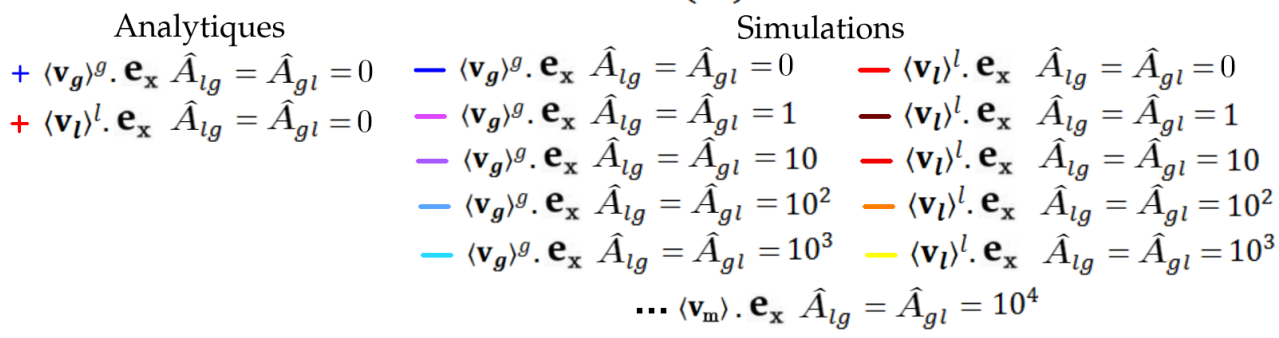 Analytiques Simulations
+ ⟨v_g⟩^g. e_x Â_lg = Â_gl = 0 — ⟨v_g⟩^g. e_x Â_lg = Â_gl = 0 — ⟨v_l⟩^l. e_x Â_lg = Â_gl = 0
+ ⟨v_l⟩^l. e_x Â_lg = Â_gl = 0 — ⟨v_g⟩^g. e_x Â_lg = Â_gl = 1 — ⟨v_l⟩^l. e_x Â_lg = Â_gl = 1
— ⟨v_g⟩^g. e_x Â_lg = Â_gl = 10 — ⟨v_l⟩^l. e_x Â_lg = Â_gl = 10
— ⟨v_g⟩^g. e_x Â_lg = Â_gl = 10^2 — ⟨v_l⟩^l. e_x Â_lg = Â_gl = 10^2
— ⟨v_g⟩^g. e_x Â_lg = Â_gl = 10^3 — ⟨v_l⟩^l. e_x Â_lg = Â_gl = 10^3
... ⟨v_m⟩. e_x Â_lg = Â_gl = 10^4